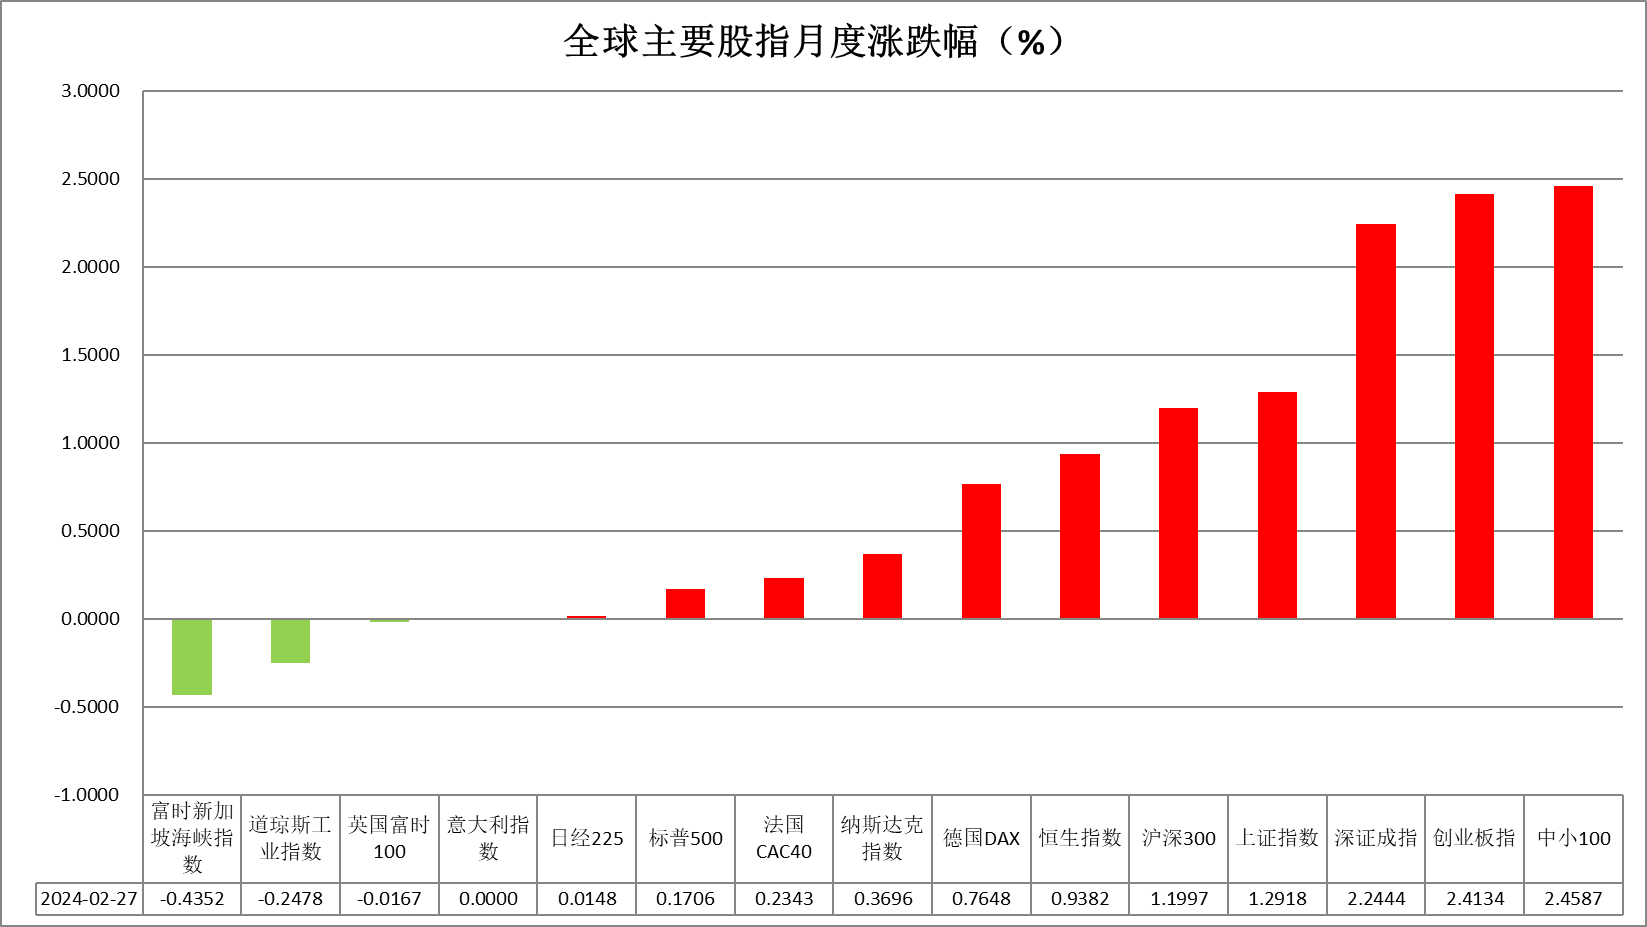 全球主要股指月度涨跌幅（%）
3.0000
2.5000
2.0000
1.5000
1.0000
0.5000
0.0000
-0.5000
-1.0000
富时新加
坡海峡指
数
道琼斯工
业指数
英国富时
100
意大利指
数
日经225
标普500
法国
CAC40
纳斯达克
指数
德国DAX
恒生指数
沪深300
上证指数
深证成指
创业板指
中小100
2024-02-27 -0.4352 -0.2478 -0.0167 0.0000 0.0148 0.1706 0.2343 0.3696 0.7648 0.9382 1.1997 1.2918 2.2444 2.4134 2.4587